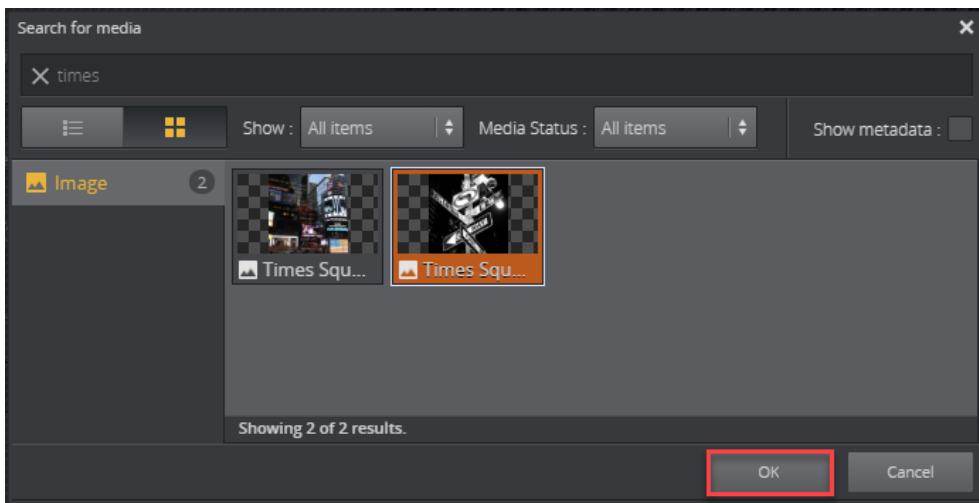 Search for media
times
Show : All items Media Status : All items Show metadata :
Image 2
Times Squ... Times Squ...
Showing 2 of 2 results.
OK Cancel